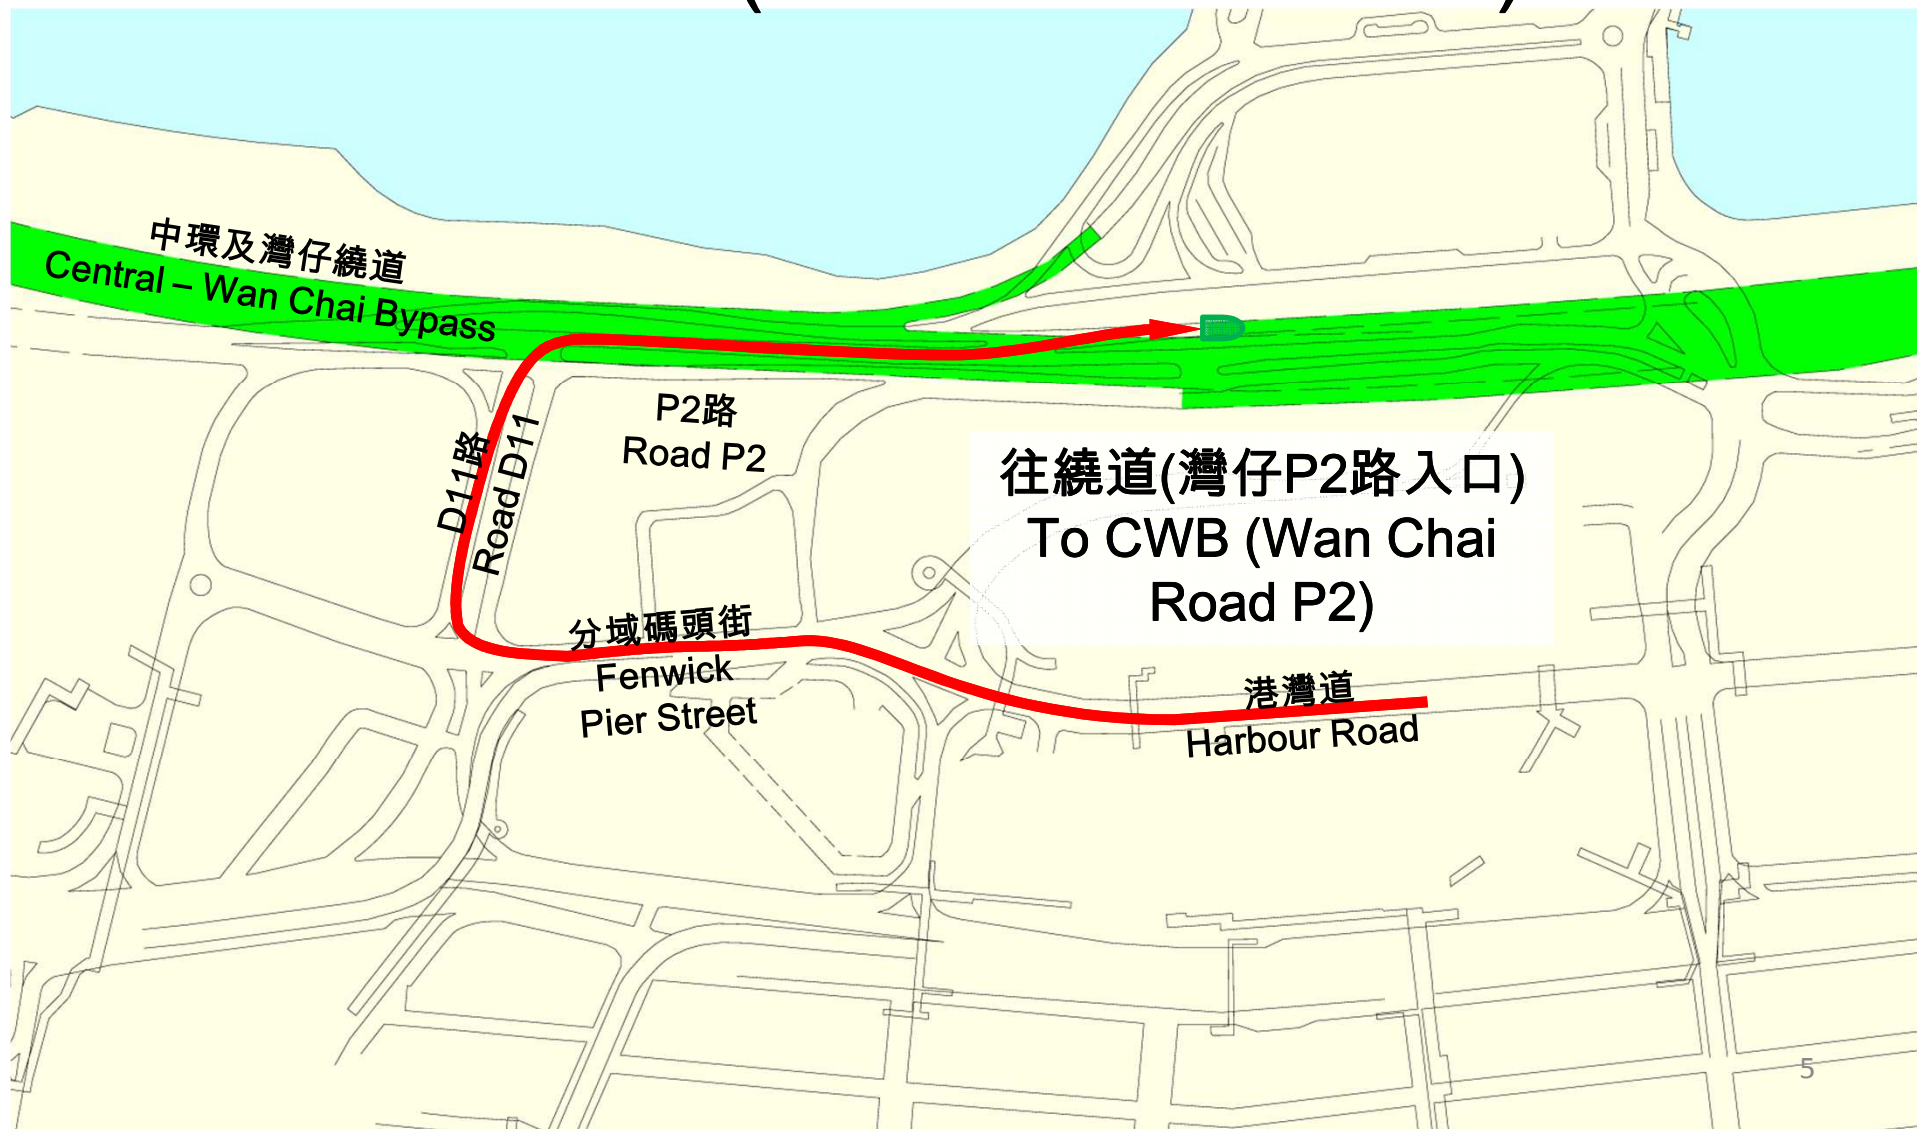 中環及灣仔繞道
Central – Wan Chai Bypass
P2路
Road P2
D11路
Road D11
往繞道(灣仔P2路入口)
To CWB (Wan Chai
Road P2)
分域碼頭街
Fenwick
Pier Street
港灣道
Harbour Road
5